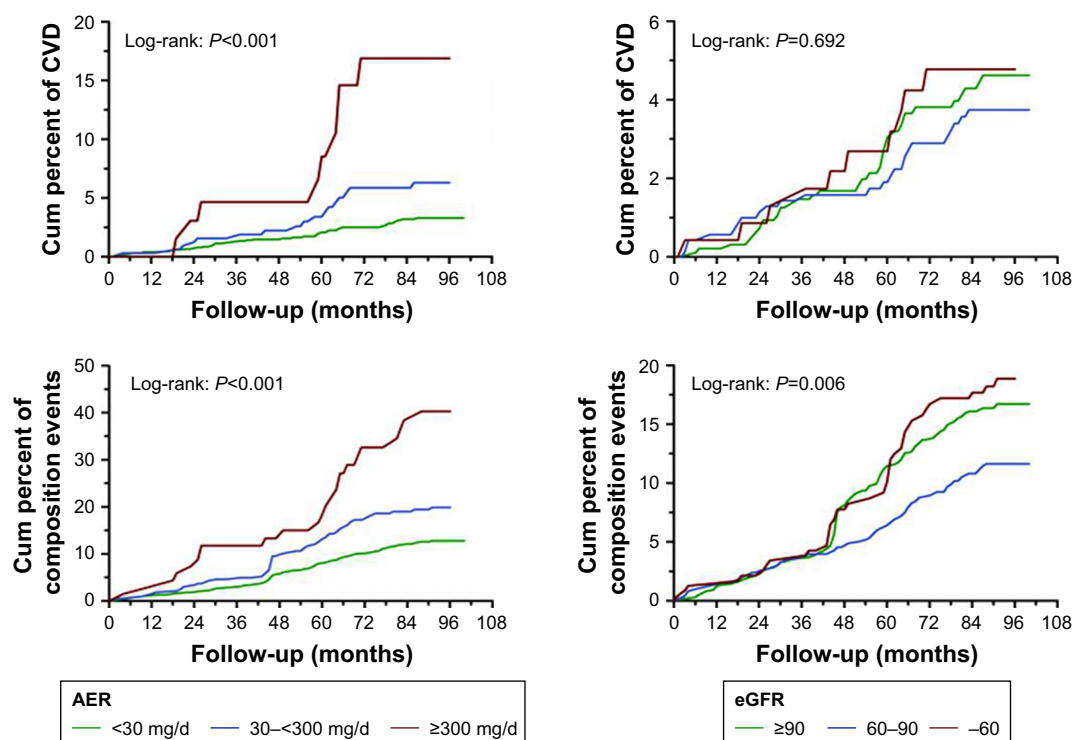 Log-rank: P<0.001
Cum percent of CVD
20
15
10
5
0
0 12 24 36 48 60 72 84 96 108
Follow-up (months)
Log-rank: P=0.692
Cum percent of CVD
6
4
2
0
0 12 24 36 48 60 72 84 96 108
Follow-up (months)
Log-rank: P<0.001
Cum percent of
composition events
50
40
30
20
10
0
0 12 24 36 48 60 72 84 96 108
Follow-up (months)
Log-rank: P=0.006
Cum percent of
composition events
20
15
10
5
0
0 12 24 36 48 60 72 84 96 108
Follow-up (months)
AER
<30 mg/d 30–<300 mg/d ≥300 mg/d
eGFR
≥90 60–90 –60